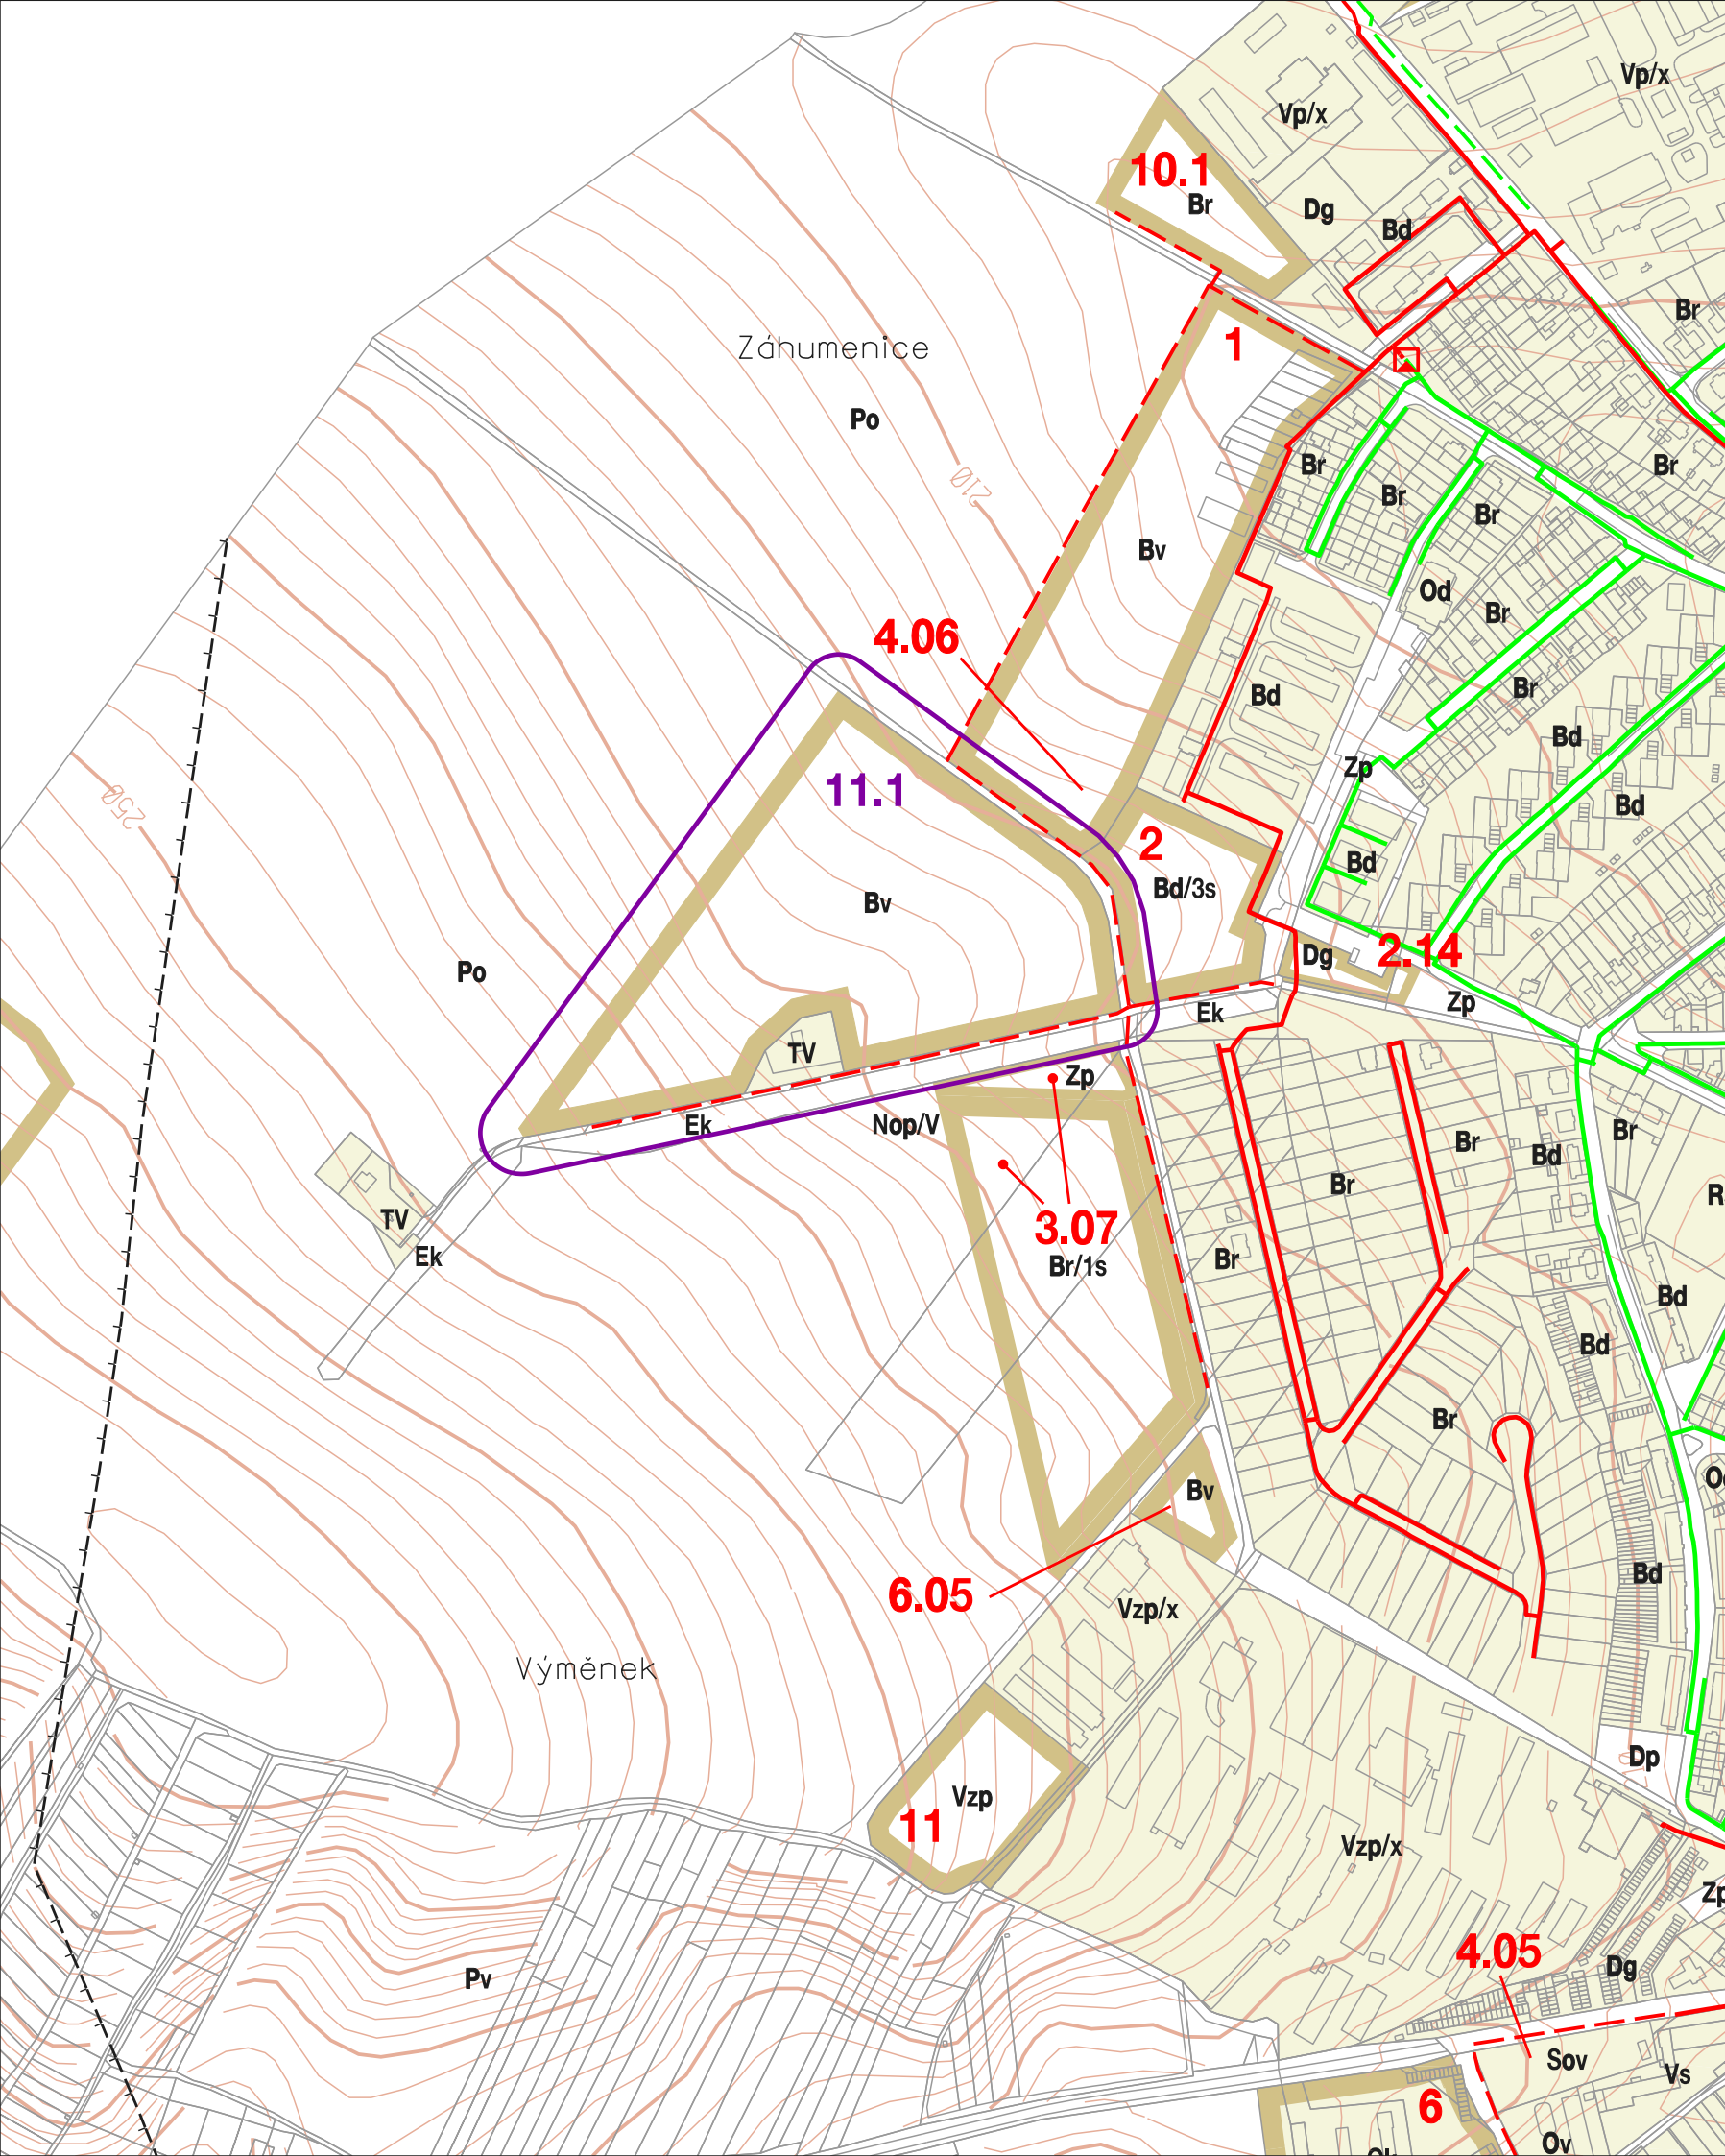 Vp/x
Vp/x
10.1
Br
Dg
Bd
Br
1
Záhumenice
Po
Br
Br
Br
Br
210
Bv
Od
Br
4.06
Br
Bd
Bd
Zp
11.1
250
Bd
2
Bd
Bd/3s
Bv
2.14
Dg
Po
Zp
Ek
TV
Zp
Nop/V
Ek
Br
Br
Bd
Br
R
TV
3.07
Ek
Br/1s
Br
Bd
Bd
Br
Bv
Bd
6.05
Vzp/x
Výměnek
Dp
Vzp
11
Vzp/x
Zp
4.05
Dg
Pv
Sov
Vs
6
Ov